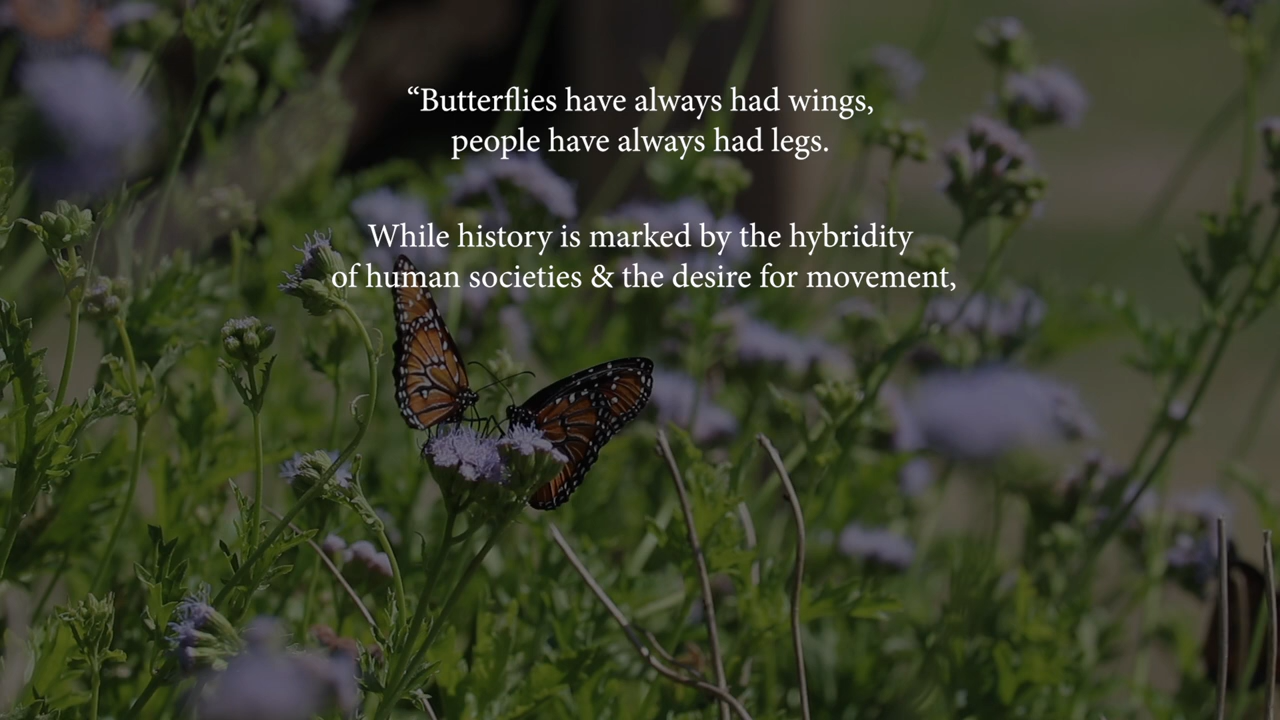 “Butterflies have always had wings,
people have always had legs.
While history is marked by the hybridity
of human societies & the desire for movement,